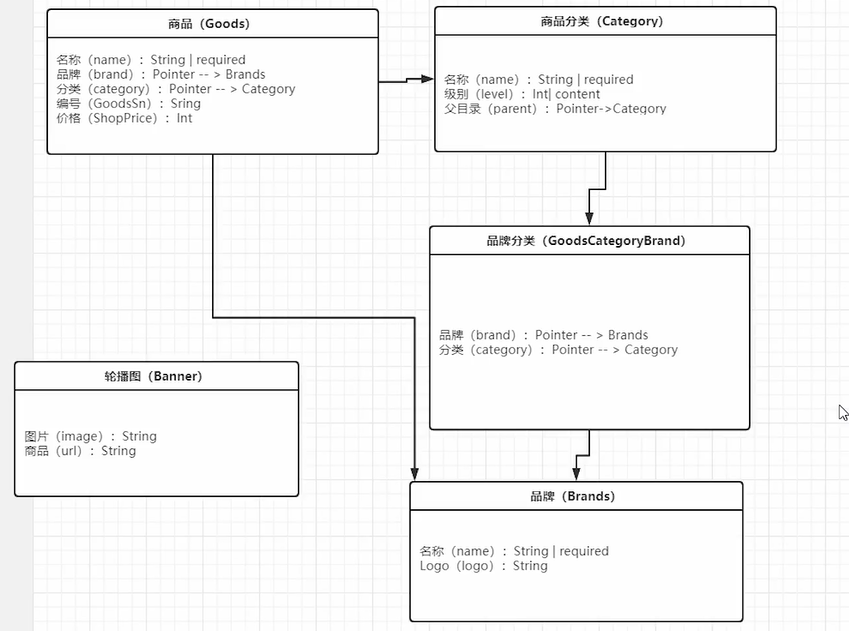 商品（Goods）
名称（name）：String | required
品牌（brand）：Pointer -- > Brands
分类（category）：Pointer -- > Category
编号（GoodsSn）：Sring
价格（ShopPrice）：Int
商品分类（Category）
名称（name）：String | required
级别（level）：Int| content
父目录（parent）：Pointer->Category
品牌分类（GoodsCategoryBrand）
品牌（brand）：Pointer -- > Brands
分类（category）：Pointer -- > Category
轮播图（Banner）
图片（image）：String
商品（url）：String
品牌（Brands）
名称（name）：String | required
Logo（logo）：String